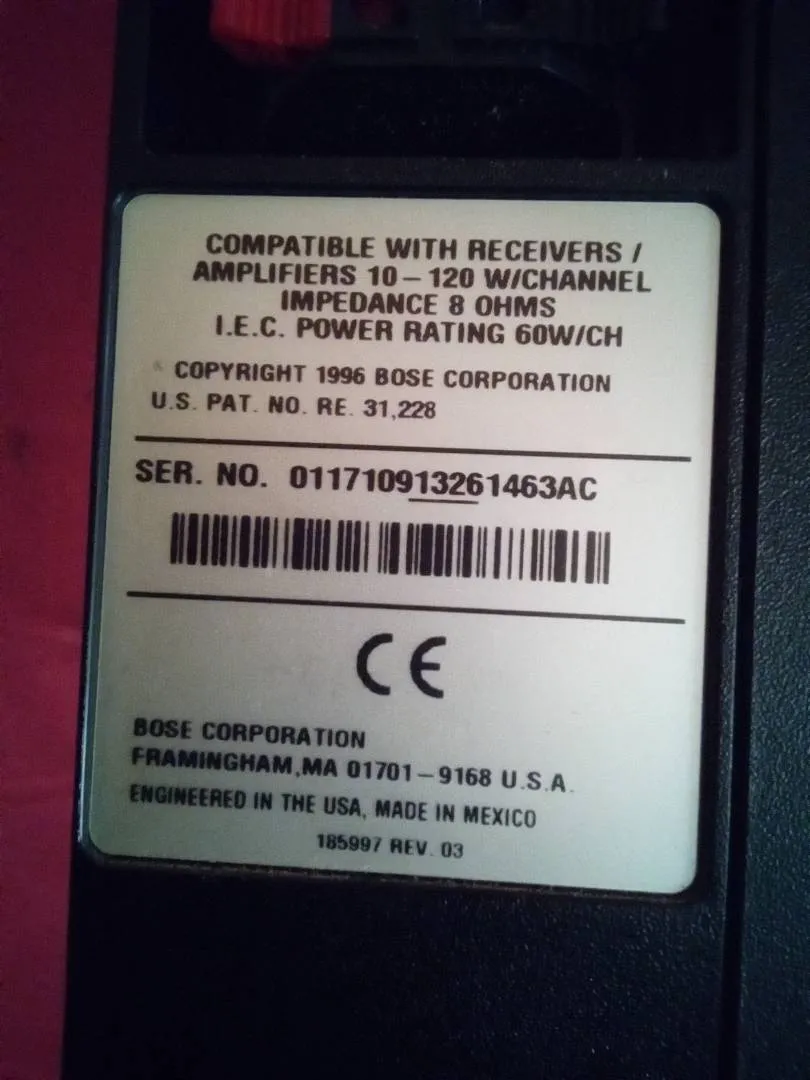 COMPATIBLE WITH RECEIVERS /
AMPLIFIERS 10 – 120 W/CHANNEL
IMPEDANCE 8 OHMS
I.E.C. POWER RATING 60W/CH
COPYRIGHT 1996 BOSE CORPORATION
U.S. PAT. NO. RE. 31,228
SER. NO. 011710913261463AC
CE
BOSE CORPORATION
FRAMINGHAM,MA 01701–9168 U.S.A.
ENGINEERED IN THE USA, MADE IN MEXICO
185997 REV. 03